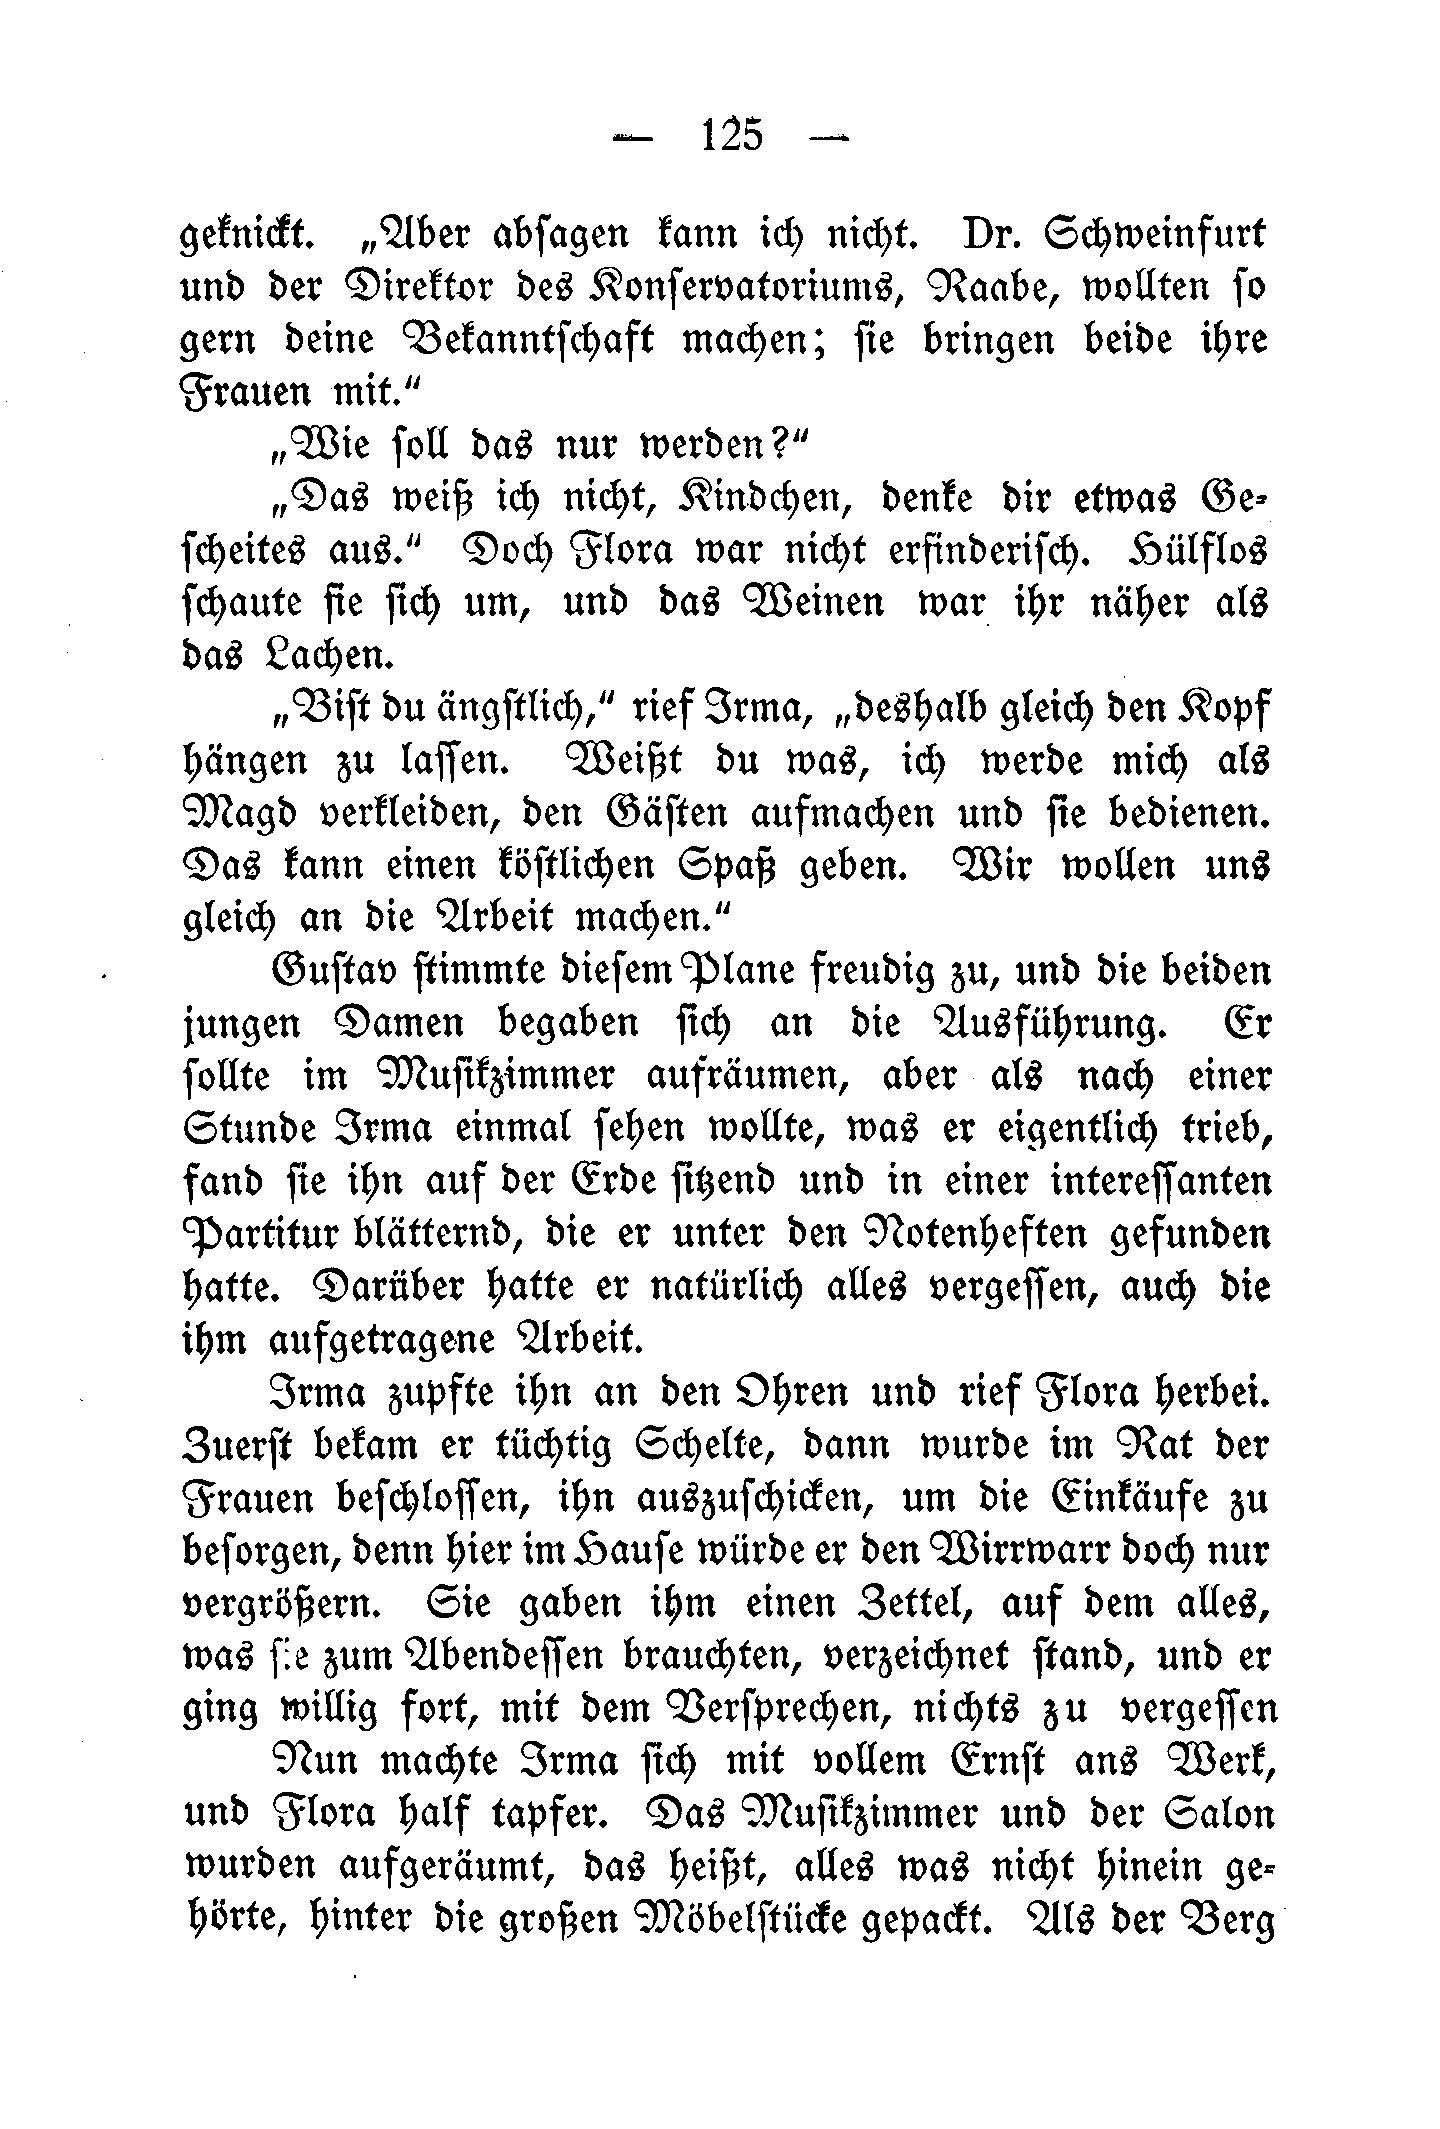 — 125 —
geknickt. „Aber absagen kann ich nicht. Dr. Schweinfurt
und der Direktor des Konservatoriums, Raabe, wollten so
gern deine Bekanntschaft machen; sie bringen beide ihre
Frauen mit.“
„Wie soll das nur werden?“
„Das weiß ich nicht, Kindchen, denke dir etwas Ge-
scheites aus.“ Doch Flora war nicht erfinderisch. Hülflos
schaute sie sich um, und das Weinen war ihr näher als
das Lachen.
„Bist du ängstlich,“ rief Irma, „deshalb gleich den Kopf
hängen zu lassen. Weißt du was, ich werde mich als
Magd verkleiden, den Gästen aufmachen und sie bedienen.
Das kann einen köstlichen Spaß geben. Wir wollen uns
gleich an die Arbeit machen.“
Gustav stimmte diesem Plane freudig zu, und die beiden
jungen Damen begaben sich an die Ausführung. Er
sollte im Musikzimmer aufräumen, aber als nach einer
Stunde Irma einmal sehen wollte, was er eigentlich trieb,
fand sie ihn auf der Erde sitzend und in einer interessanten
Partitur blätternd, die er unter den Notenheften gefunden
hatte. Darüber hatte er natürlich alles vergessen, auch die
ihm aufgetragene Arbeit.
Irma zupfte ihn an den Ohren und rief Flora herbei.
Zuerst bekam er tüchtig Schelte, dann wurde im Rat der
Frauen beschlossen, ihn auszuschicken, um die Einkäufe zu
besorgen, denn hier im Hause würde er den Wirrwarr doch nur
vergrößern. Sie gaben ihm einen Zettel, auf dem alles,
was sie zum Abendessen brauchten, verzeichnet stand, und er
ging willig fort, mit dem Versprechen, nichts zu vergessen
Nun machte Irma sich mit vollem Ernst ans Werk,
und Flora half tapfer. Das Musikzimmer und der Salon
wurden aufgeräumt, das heißt, alles was nicht hinein ge-
hörte, hinter die großen Möbelstücke gepackt. Als der Berg